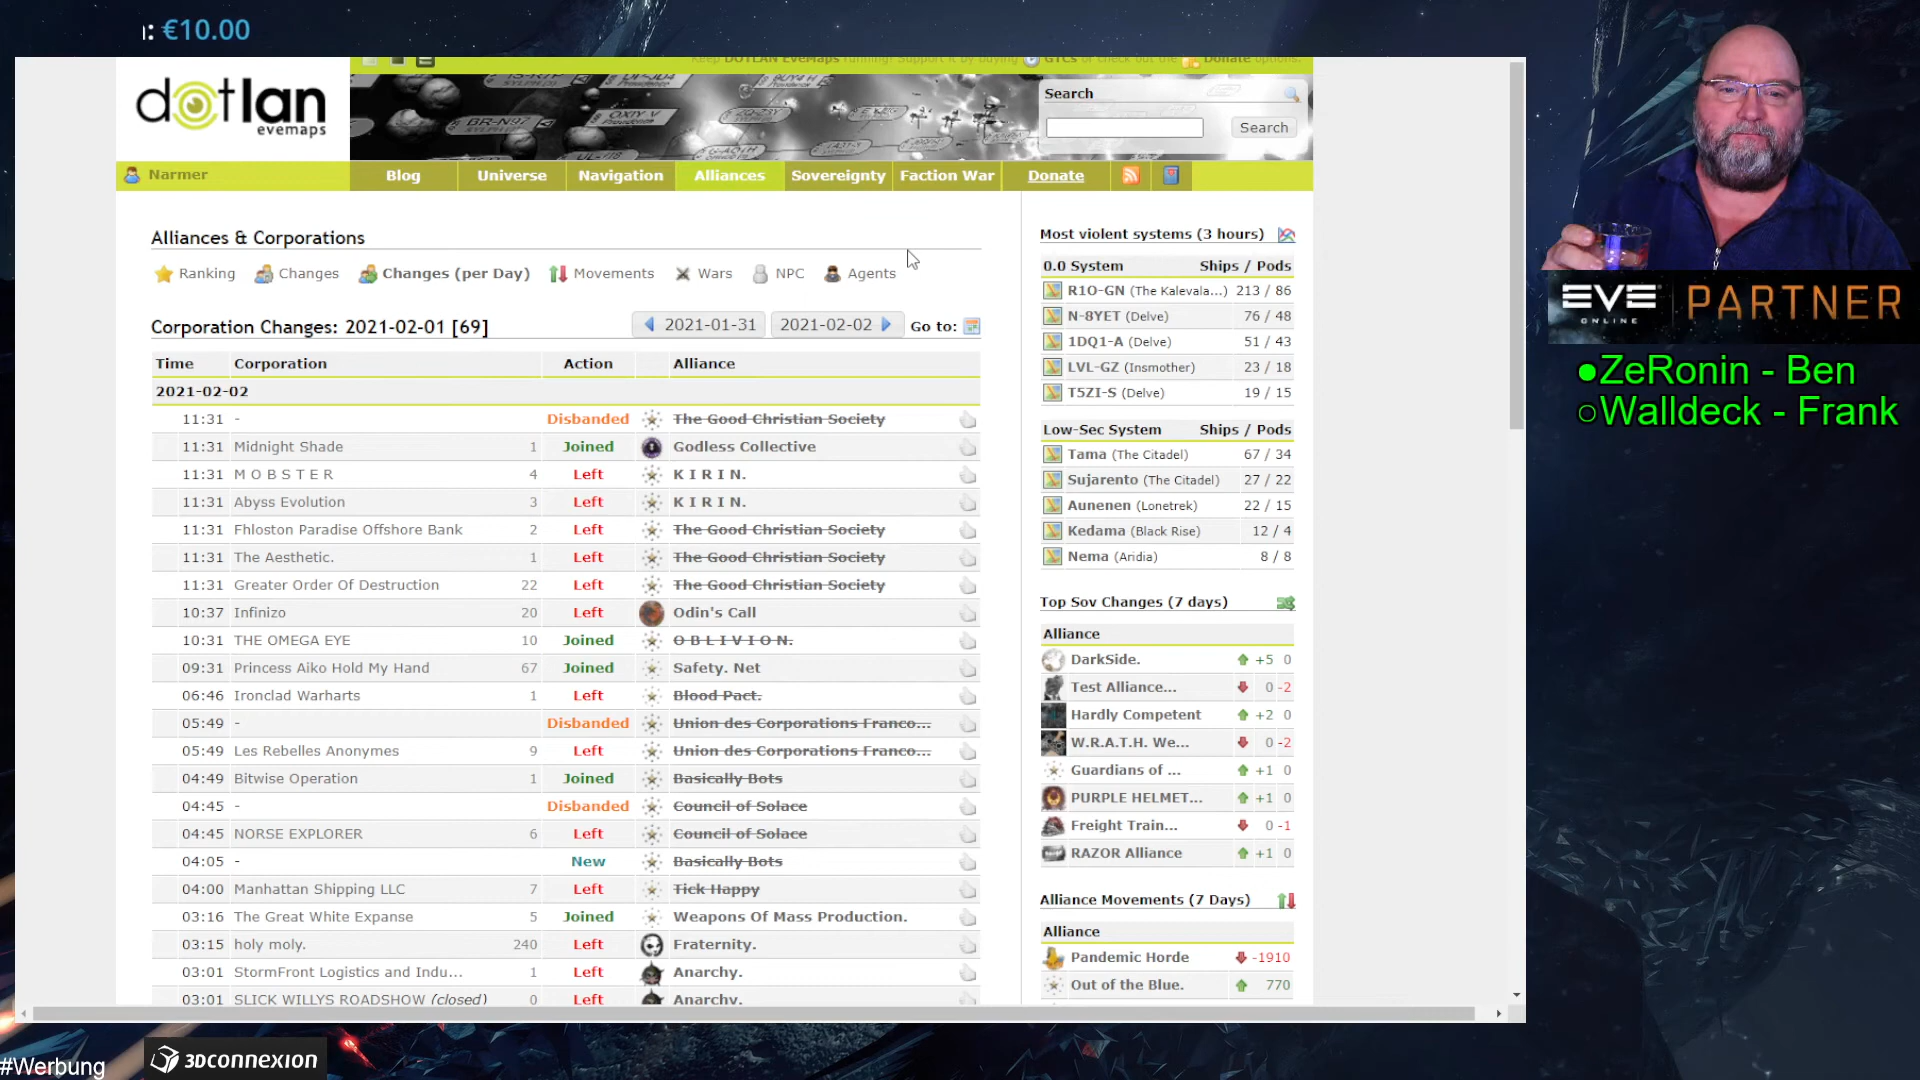 : €10.00
Keep DOTLAN EveMaps running! Support it by buying GTCs or check out the Donate options.
dotlan
evemaps
BR-N97
OXIY V
Search
Search
Narmer
Blog
Universe
Navigation
Alliances
Sovereignty
Faction War
Donate
EVE
ONLINE
PARTNER
●ZeRonin - Ben
○Walldeck - Frank
Alliances & Corporations
Ranking Changes Changes (per Day) Movements Wars NPC Agents
Corporation Changes: 2021-02-01 [69] 2021-01-31 2021-02-02 Go to:
Time Corporation Action Alliance
2021-02-02
11:31 - Disbanded The Good Christian Society
11:31 Midnight Shade 1 Joined Godless Collective
11:31 M O B S T E R 4 Left K I R I N.
11:31 Abyss Evolution 3 Left K I R I N.
11:31 Fhloston Paradise Offshore Bank 2 Left The Good Christian Society
11:31 The Aesthetic. 1 Left The Good Christian Society
11:31 Greater Order Of Destruction 22 Left The Good Christian Society
10:37 Infinizo 20 Left Odin's Call
10:31 THE OMEGA EYE 10 Joined O B L I V I O N.
09:31 Princess Aiko Hold My Hand 67 Joined Safety. Net
06:46 Ironclad Warharts 1 Left Blood Pact.
05:49 - Disbanded Union des Corporations Franco...
05:49 Les Rebelles Anonymes 9 Left Union des Corporations Franco...
04:49 Bitwise Operation 1 Joined Basically Bots
04:45 - Disbanded Council of Solace
04:45 NORSE EXPLORER 6 Left Council of Solace
04:05 - New Basically Bots
04:00 Manhattan Shipping LLC 7 Left Tick Happy
03:16 The Great White Expanse 5 Joined Weapons Of Mass Production.
03:15 holy moly. 240 Left Fraternity.
03:01 StormFront Logistics and Indu... 1 Left Anarchy.
03:01 SLICK WILLYS ROADSHOW (closed) 0 Left Anarchy.
Most violent systems (3 hours)
0.0 System Ships / Pods
R1O-GN (The Kalevala...) 213 / 86
N-8YET (Delve) 76 / 48
1DQ1-A (Delve) 51 / 43
LVL-GZ (Insmother) 23 / 18
T5ZI-S (Delve) 19 / 15
Low-Sec System Ships / Pods
Tama (The Citadel) 67 / 34
Sujarento (The Citadel) 27 / 22
Aunenen (Lonetrek) 22 / 15
Kedama (Black Rise) 12 / 4
Nema (Aridia) 8 / 8
Top Sov Changes (7 days)
Alliance
DarkSide. +5 0
Test Alliance... 0 -2
Hardly Competent +2 0
W.R.A.T.H. We... 0 -2
Guardians of ... +1 0
PURPLE HELMET... +1 0
Freight Train... 0 -1
RAZOR Alliance +1 0
Alliance Movements (7 Days)
Alliance
Pandemic Horde -1910
Out of the Blue. 770
#Werbung
3DCONNEXION